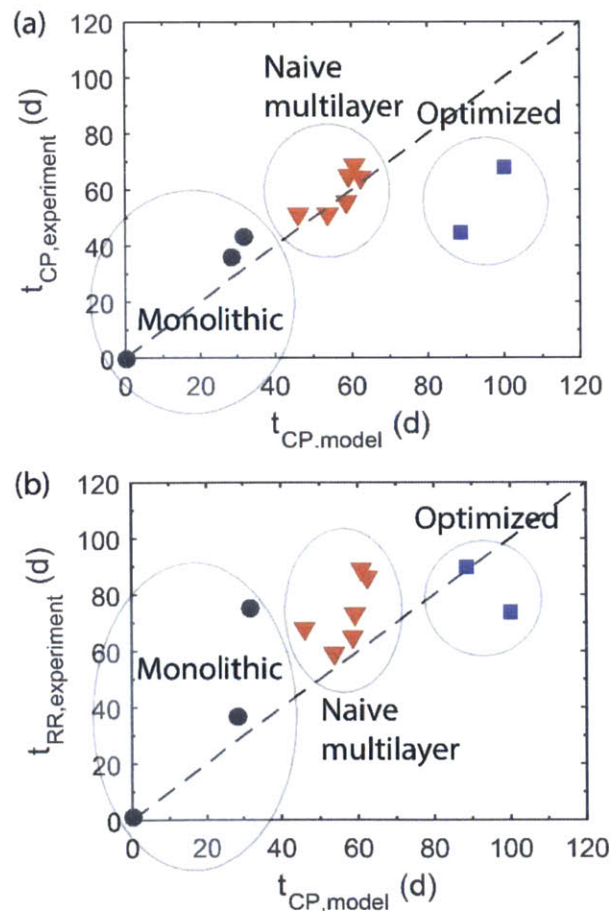 (a)
120
100
80
60
40
20
0
t_CP,experiment (d)
Naive
multilayer
Optimized
Monolithic
0 20 40 60 80 100 120
t_CP.model (d)
(b)
120
100
80
60
40
20
0
t_RR,experiment (d)
Optimized
Monolithic
Naive
multilayer
0 20 40 60 80 100 120
t_CP,model (d)